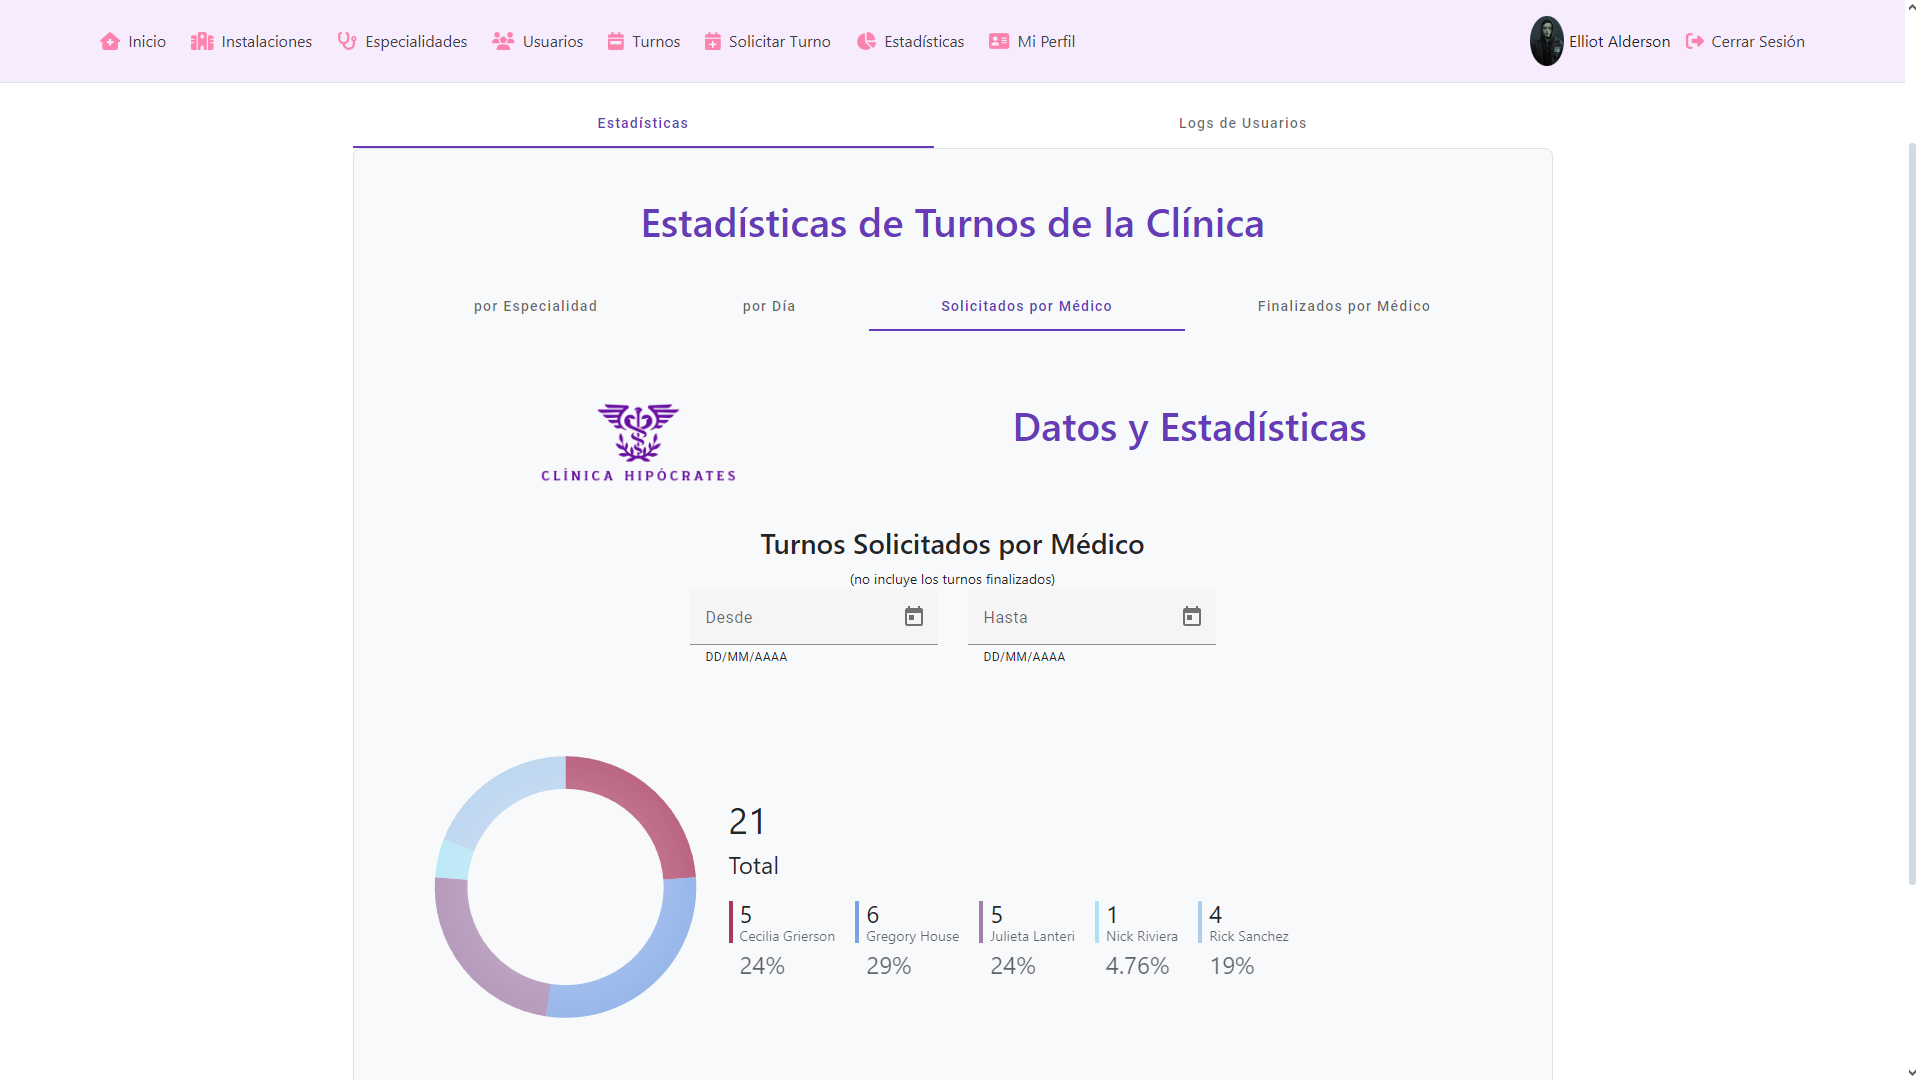 Inicio Instalaciones Especialidades Usuarios Turnos Solicitar Turno Estadísticas Mi Perfil Elliot Alderson Cerrar Sesión
Estadísticas Logs de Usuarios
Estadísticas de Turnos de la Clínica
por Especialidad por Día Solicitados por Médico Finalizados por Médico
CLÍNICA HIPÓCRATES
Datos y Estadísticas
Turnos Solicitados por Médico
(no incluye los turnos finalizados)
Desde Hasta
DD/MM/AAAA DD/MM/AAAA
21
Total
5 6 5 1 4
Cecilia Grierson Gregory House Julieta Lanteri Nick Riviera Rick Sanchez
24% 29% 24% 4.76% 19%